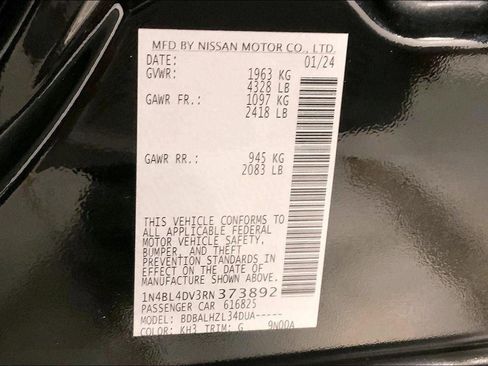 MFD BY NISSAN MOTOR CO., LTD.
DATE: 01/24
GVWR: 1963 KG
4328 LB
GAWR FR.: 1097 KG
2418 LB
GAWR RR.: 945 KG
2083 LB
THIS VEHICLE CONFORMS TO
ALL APPLICABLE FEDERAL
MOTOR VEHICLE SAFETY,
BUMPER, AND THEFT
PREVENTION STANDARDS IN
EFFECT ON THE DATE OF
MANUFACTURE SHOWN ABOVE.
1N4BL4DV3RN373892
PASSENGER CAR 616825
MODEL: BDBALHZL34DUA-----
COLOR: KH3 TRIM: G 9N00A